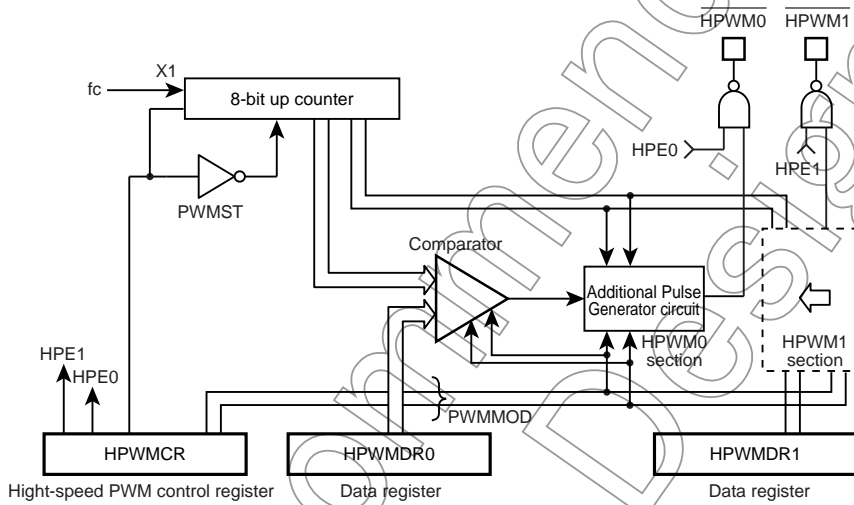 HPWM0 HPWM1
X1
fc
8-bit up counter
HPE0
HPE1
PWMST
Comparator
Additional Pulse
Generator circuit
HPWM0
section
HPWM1
section
HPE1
HPE0
PWMMOD
HPWMCR
HPWMDR0
HPWMDR1
Hight-speed PWM control register
Data register
Data register